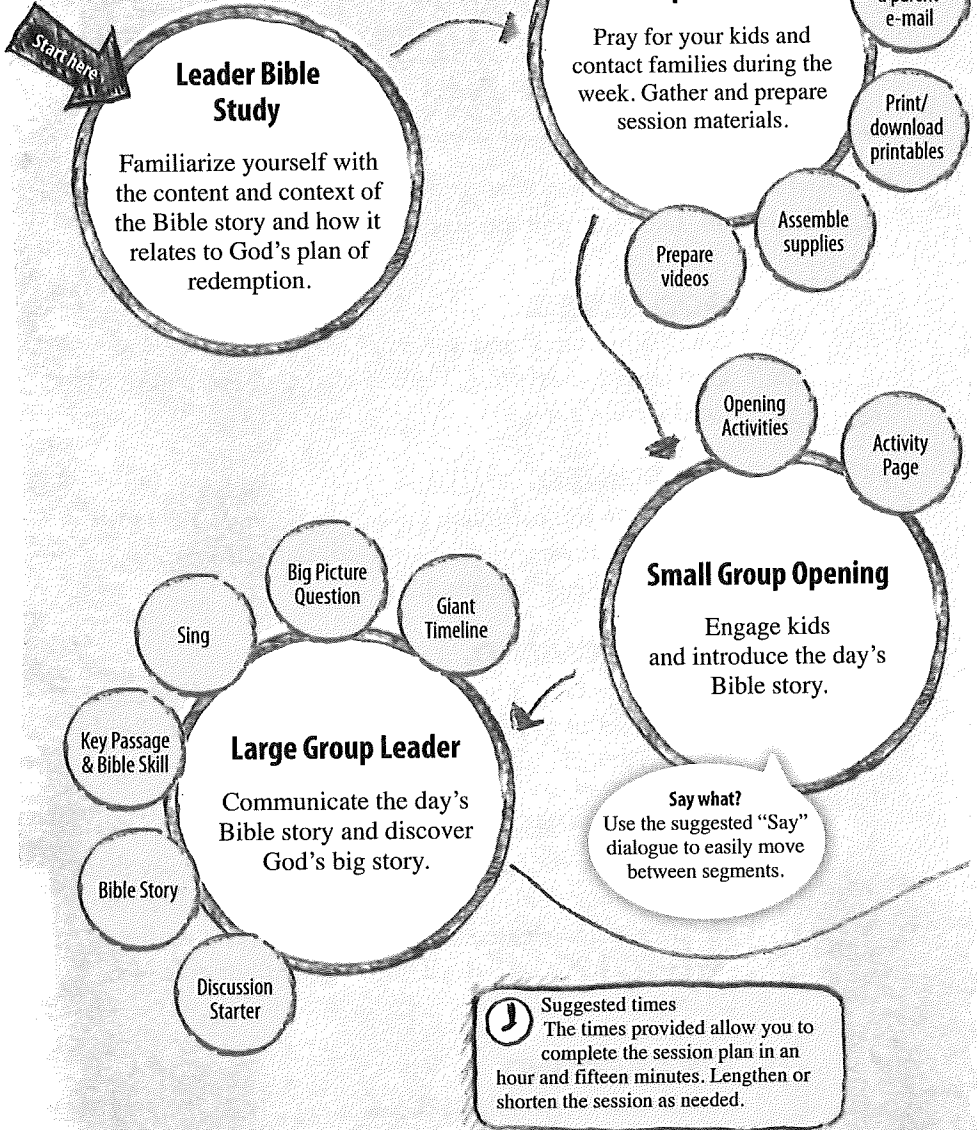 Start here
Leader Bible
Study
Familiarize yourself with
the content and context of
the Bible story and how it
relates to God's plan of
redemption.
Pray for your kids and
contact families during the
week. Gather and prepare
session materials.
a parent
e-mail
Print/
download
printables
Assemble
supplies
Prepare
videos
Opening
Activities
Activity
Page
Small Group Opening
Engage kids
and introduce the day's
Bible story.
Say what?
Use the suggested “Say”
dialogue to easily move
between segments.
Large Group Leader
Communicate the day's
Bible story and discover
God's big story.
Giant
Timeline
Big Picture
Question
Sing
Key Passage
& Bible Skill
Bible Story
Discussion
Starter
Suggested times
The times provided allow you to
complete the session plan in an
hour and fifteen minutes. Lengthen or
shorten the session as needed.